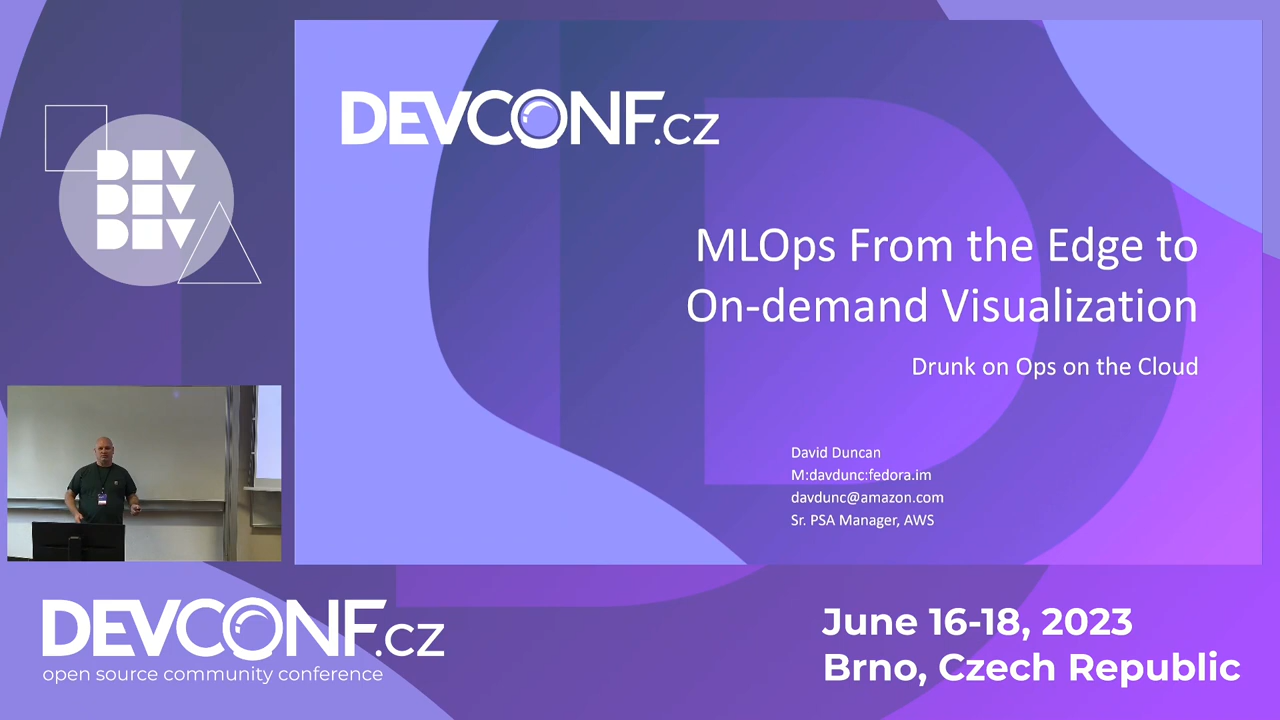 DEV
DEV
DEV
DEVCONF.cz
MLOps From the Edge to
On-demand Visualization
Drunk on Ops on the Cloud
David Duncan
M:davdunc:fedora.im
davdunc@amazon.com
Sr. PSA Manager, AWS
DEVCONF.cz
open source community conference
June 16-18, 2023
Brno, Czech Republic